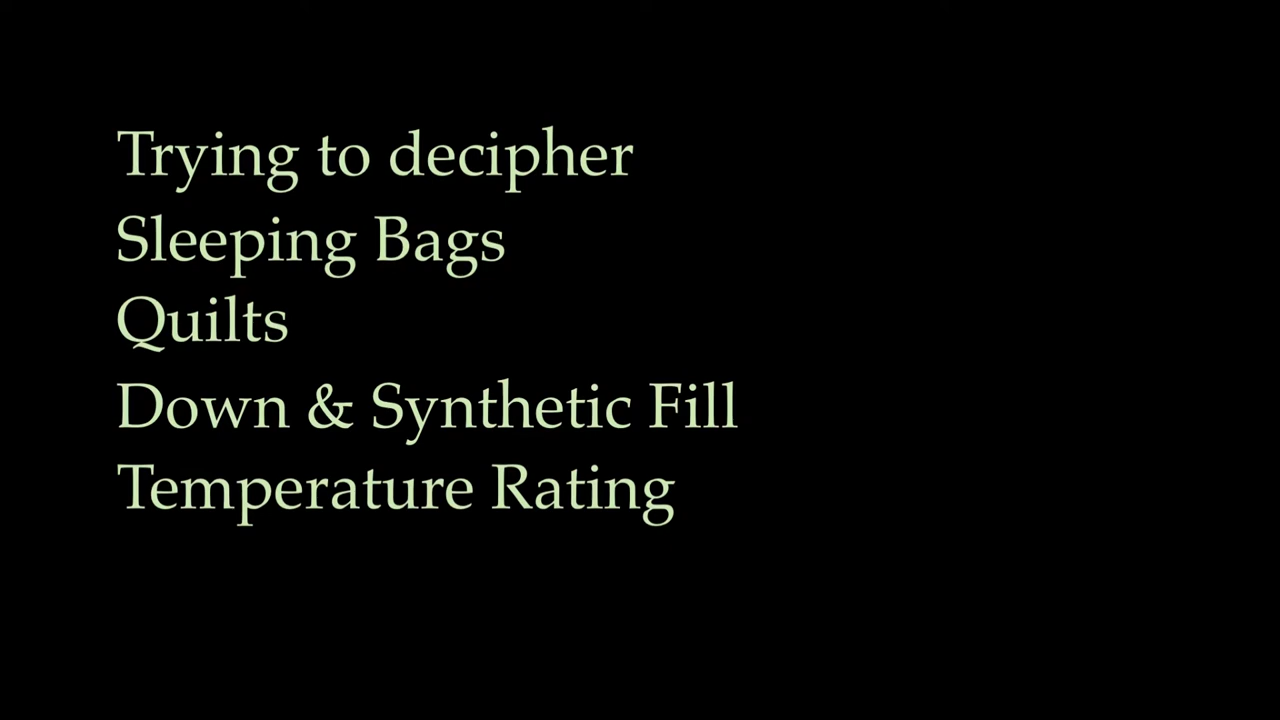 Trying to decipher
Sleeping Bags
Quilts
Down & Synthetic Fill
Temperature Rating